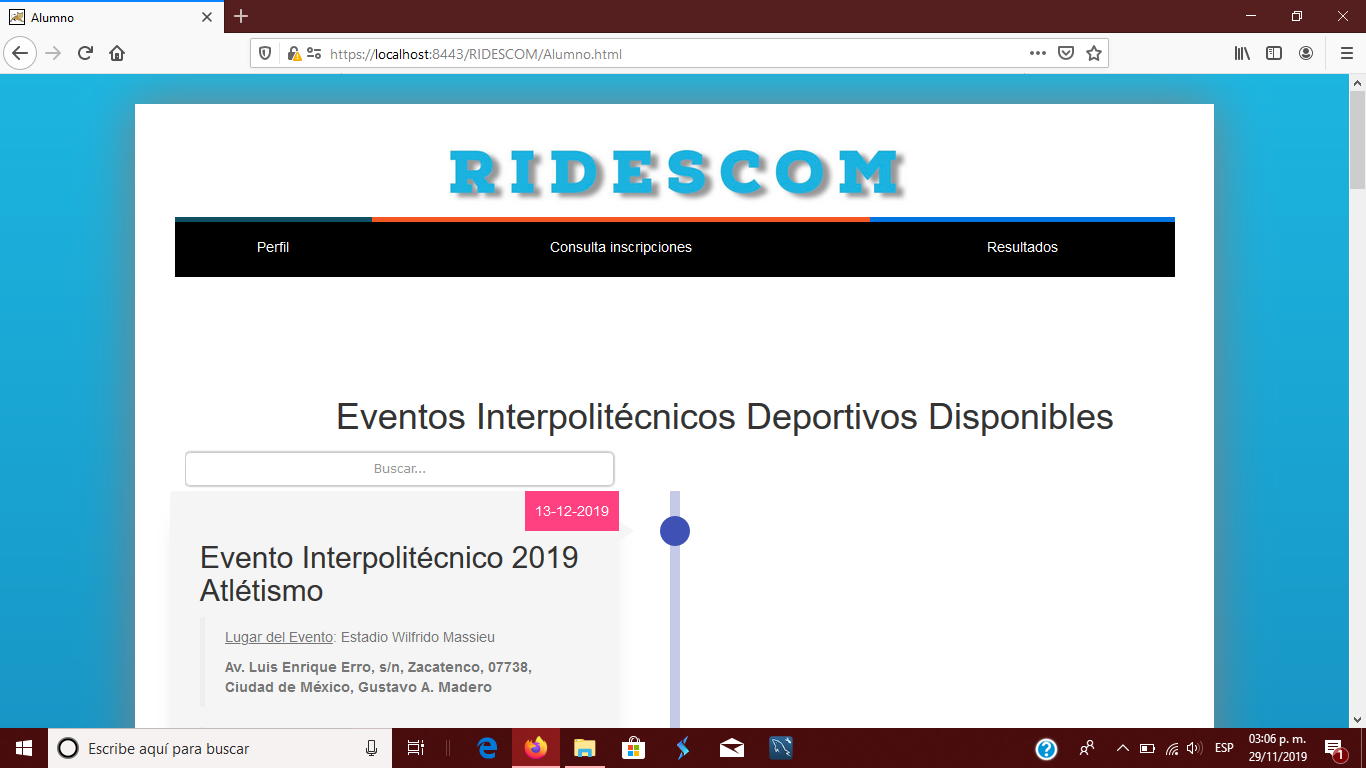 Alumno
https://localhost:8443/RIDESCOM/Alumno.html
RIDESCOM
Perfil
Consulta inscripciones
Resultados
Eventos Interpolitécnicos Deportivos Disponibles
Buscar...
13-12-2019
Evento Interpolitécnico 2019
Atlétismo
Lugar del Evento: Estadio Wilfrido Massieu
Av. Luis Enrique Erro, s/n, Zacatenco, 07738,
Ciudad de México, Gustavo A. Madero
Escribe aquí para buscar
ESP
03:06 p. m.
29/11/2019
1